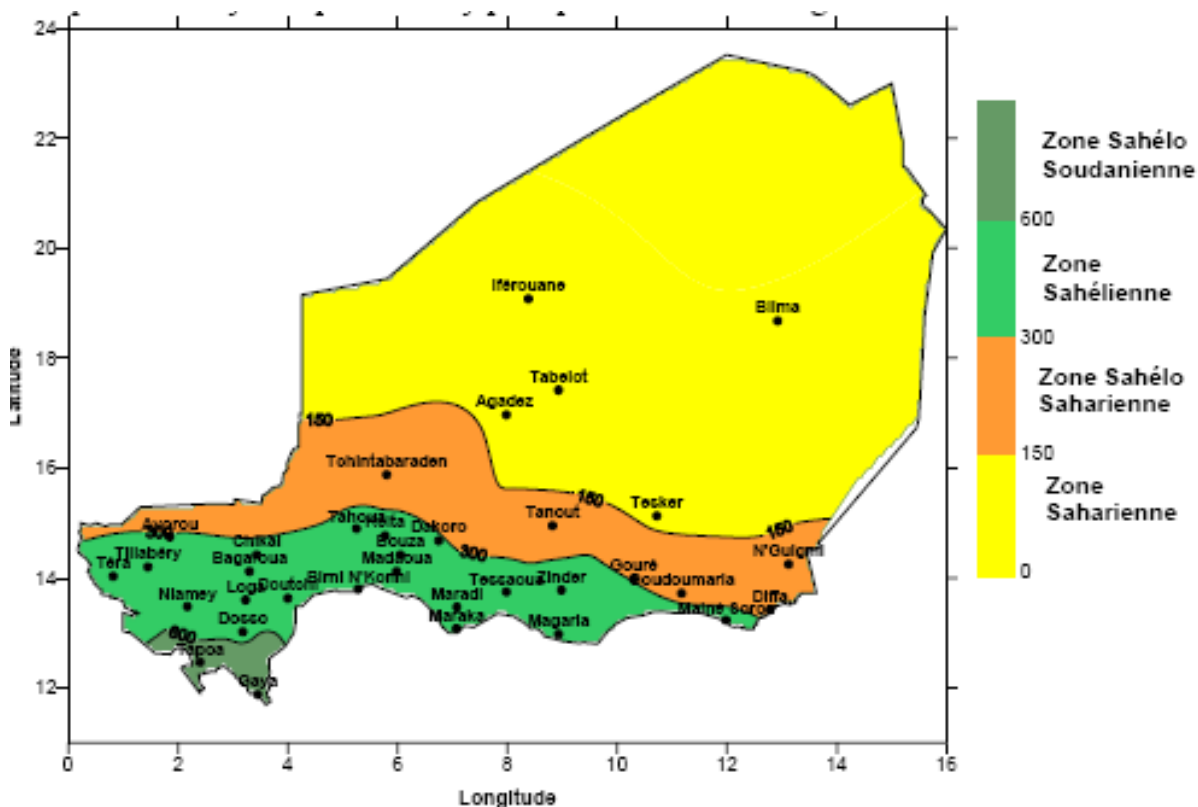 24
22
20
18
16
14
12
Latitude
0
2
4
6
8
10
12
14
16
Longitude
Iférouane
Bilma
Tabelot
Agadez
150
Tchintabaraden
150
Tesker
Tanout
150
N'Guigmi
Ayorou
300
Tahoua
Keita
Dakoro
Chikal
Bouza
300
Tillabéry
Bagaroua
Madaoua
Téra
Gouré
Goudoumaria
Loga
Doutchi
Birni N'Konni
Tessaoua
Zinder
Niamey
Maradi
Diffa
Maïné Soroa
Dosso
Maraka
Magaria
600
Tapoa
Gaya
Zone Sahélo
Soudanienne
600
Zone
Sahélienne
300
Zone Sahélo
Saharienne
150
Zone
Saharienne
0